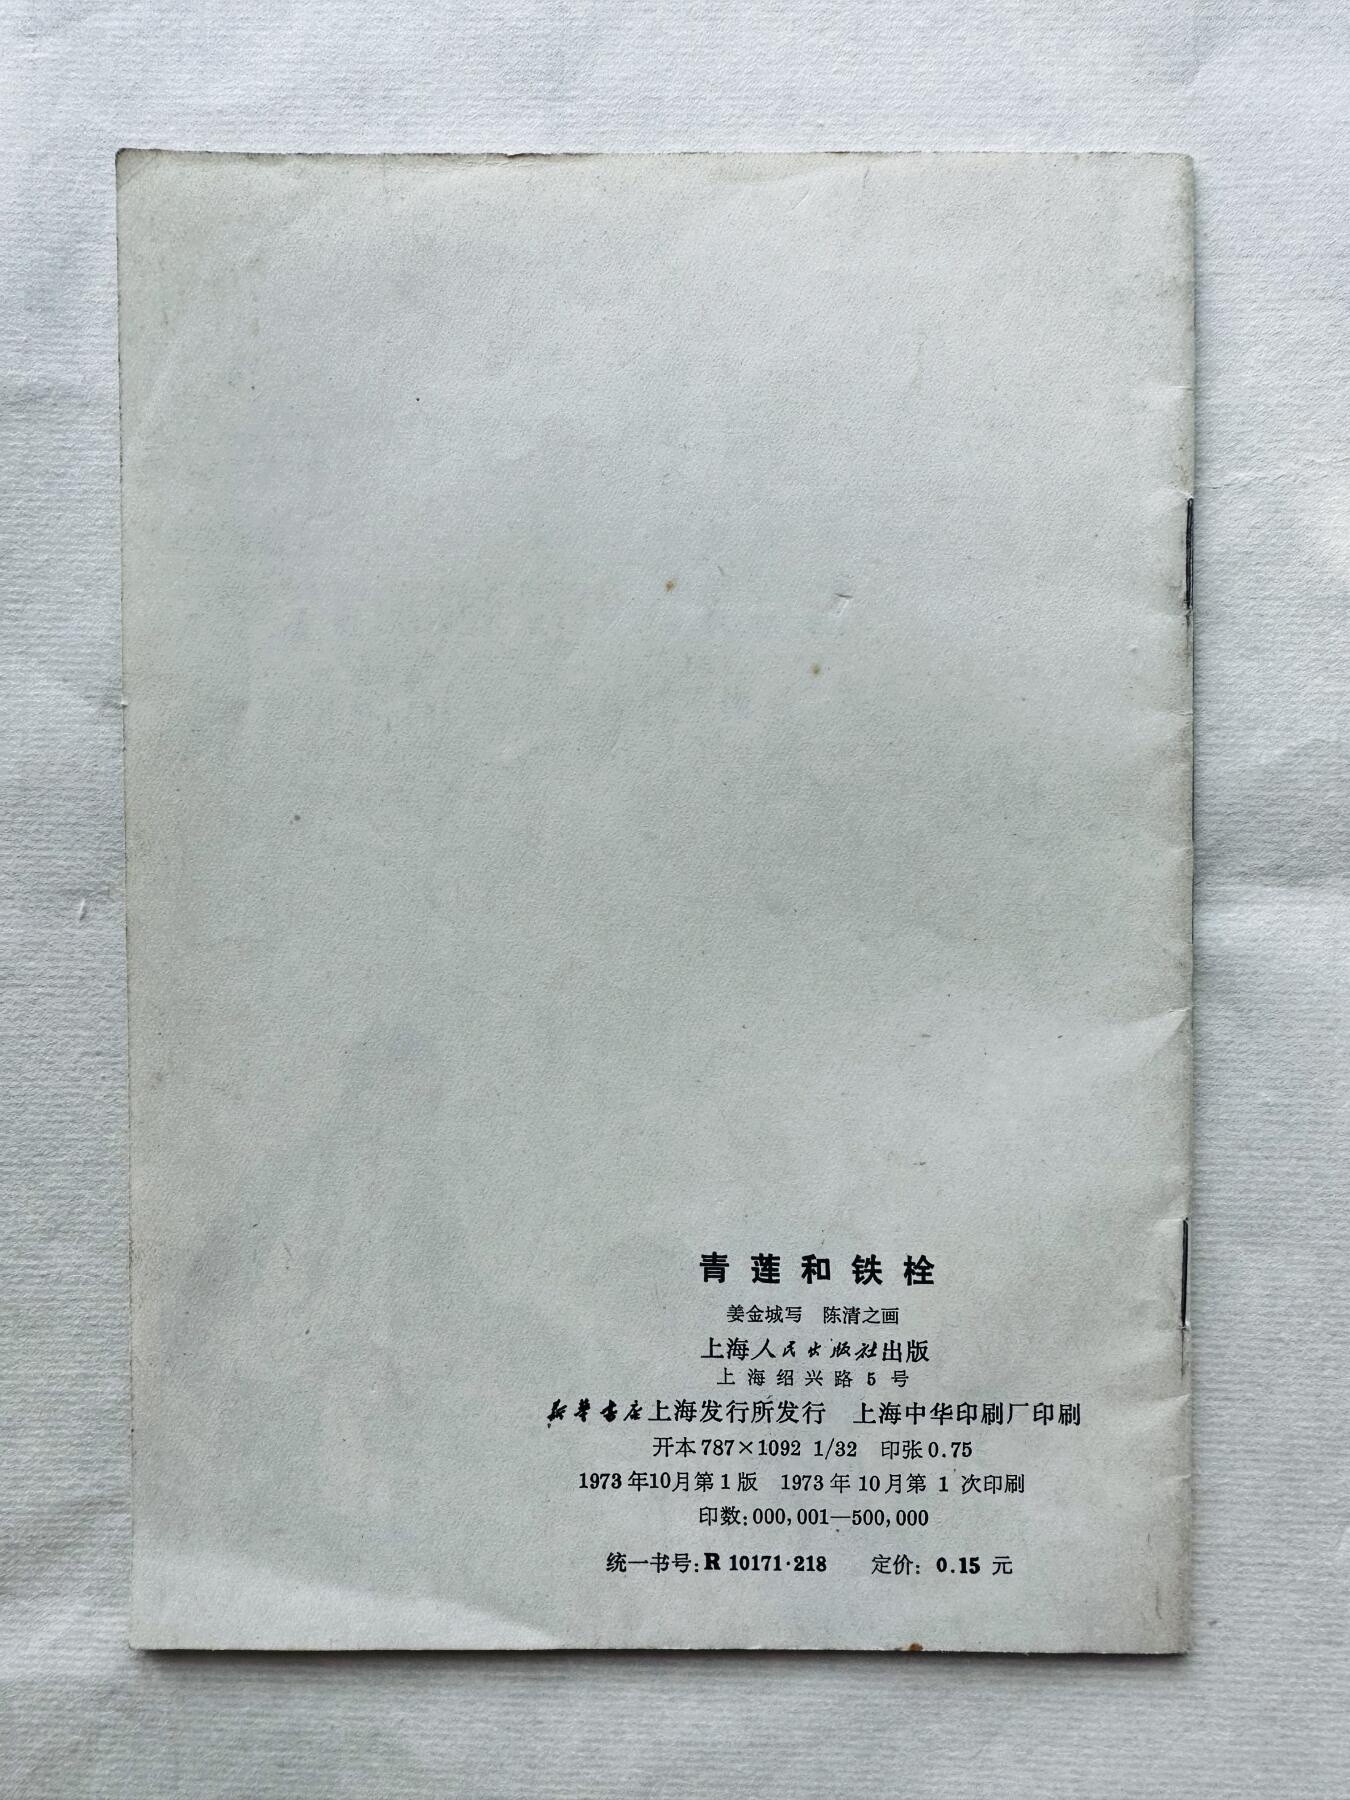 青莲和铁栓
姜金城写 陈清之画
上海人民出版社出版
上海绍兴路5号
新华书店上海发行所发行 上海中华印刷厂印刷
开本787×1092 1/32 印张0.75
1973年10月第1版 1973年10月第1次印刷
印数:000,001—500,000
统一书号:R 10171·218 定价: 0.15 元